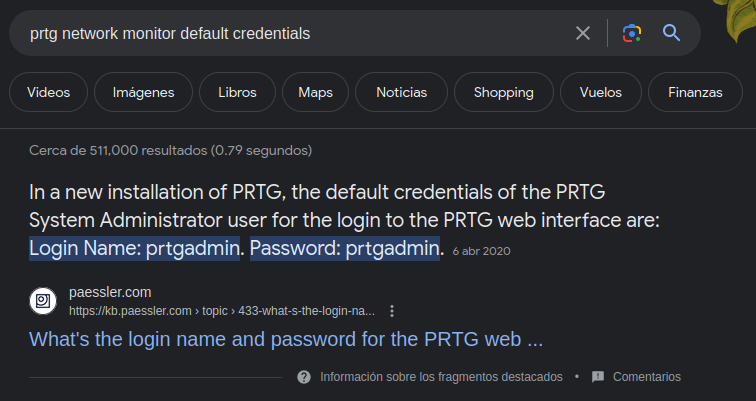 prtg network monitor default credentials
Videos Imágenes Libros Maps Noticias Shopping Vuelos Finanzas
Cerca de 511,000 resultados (0.79 segundos)
In a new installation of PRTG, the default credentials of the PRTG
System Administrator user for the login to the PRTG web interface are:
Login Name: prtgadmin. Password: prtgadmin. 6 abr 2020
paessler.com
https://kb.paessler.com › topic › 433-what-s-the-login-na...
What's the login name and password for the PRTG web ...
Información sobre los fragmentos destacados • Comentarios